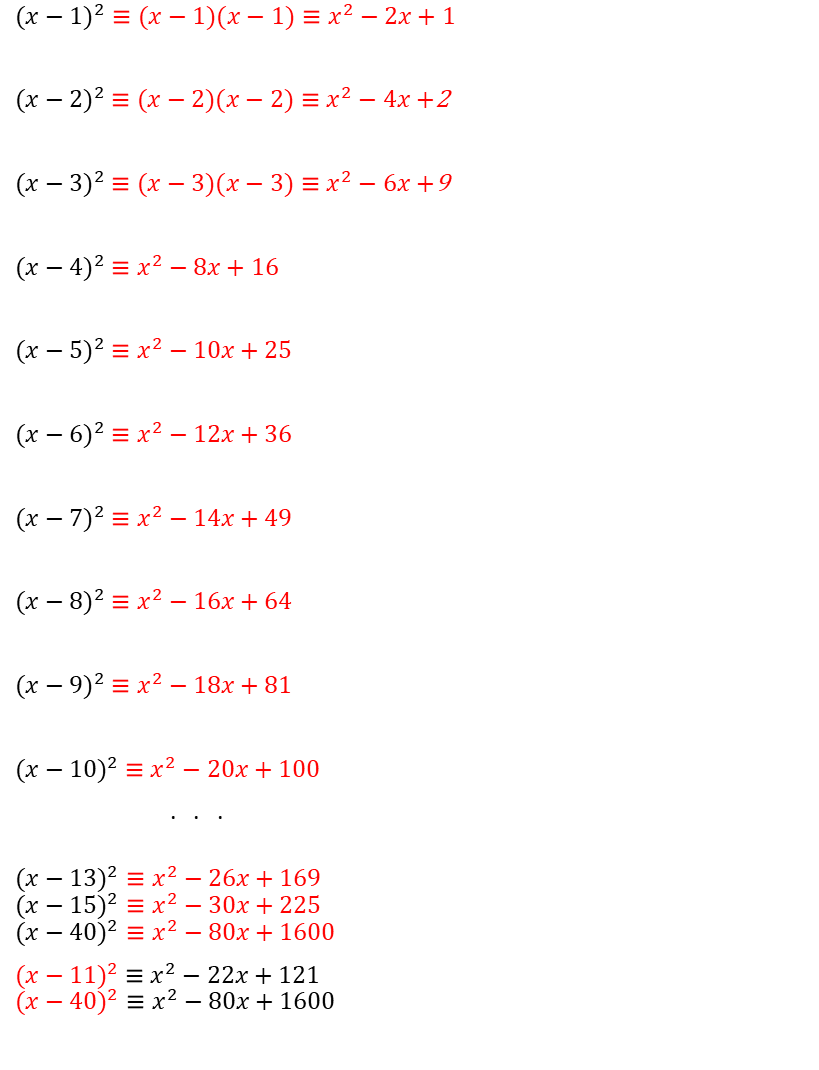 (x − 1)² ≡ (x − 1)(x − 1) ≡ x² − 2x + 1
(x − 2)² ≡ (x − 2)(x − 2) ≡ x² − 4x +2
(x − 3)² ≡ (x − 3)(x − 3) ≡ x² − 6x +9
(x − 4)² ≡ x² − 8x + 16
(x − 5)² ≡ x² − 10x + 25
(x − 6)² ≡ x² − 12x + 36
(x − 7)² ≡ x² − 14x + 49
(x − 8)² ≡ x² − 16x + 64
(x − 9)² ≡ x² − 18x + 81
(x − 10)² ≡ x² − 20x + 100
. . .
(x − 13)² ≡ x² − 26x + 169
(x − 15)² ≡ x² − 30x + 225
(x − 40)² ≡ x² − 80x + 1600
(x − 11)² ≡ x² − 22x + 121
(x − 40)² ≡ x² − 80x + 1600